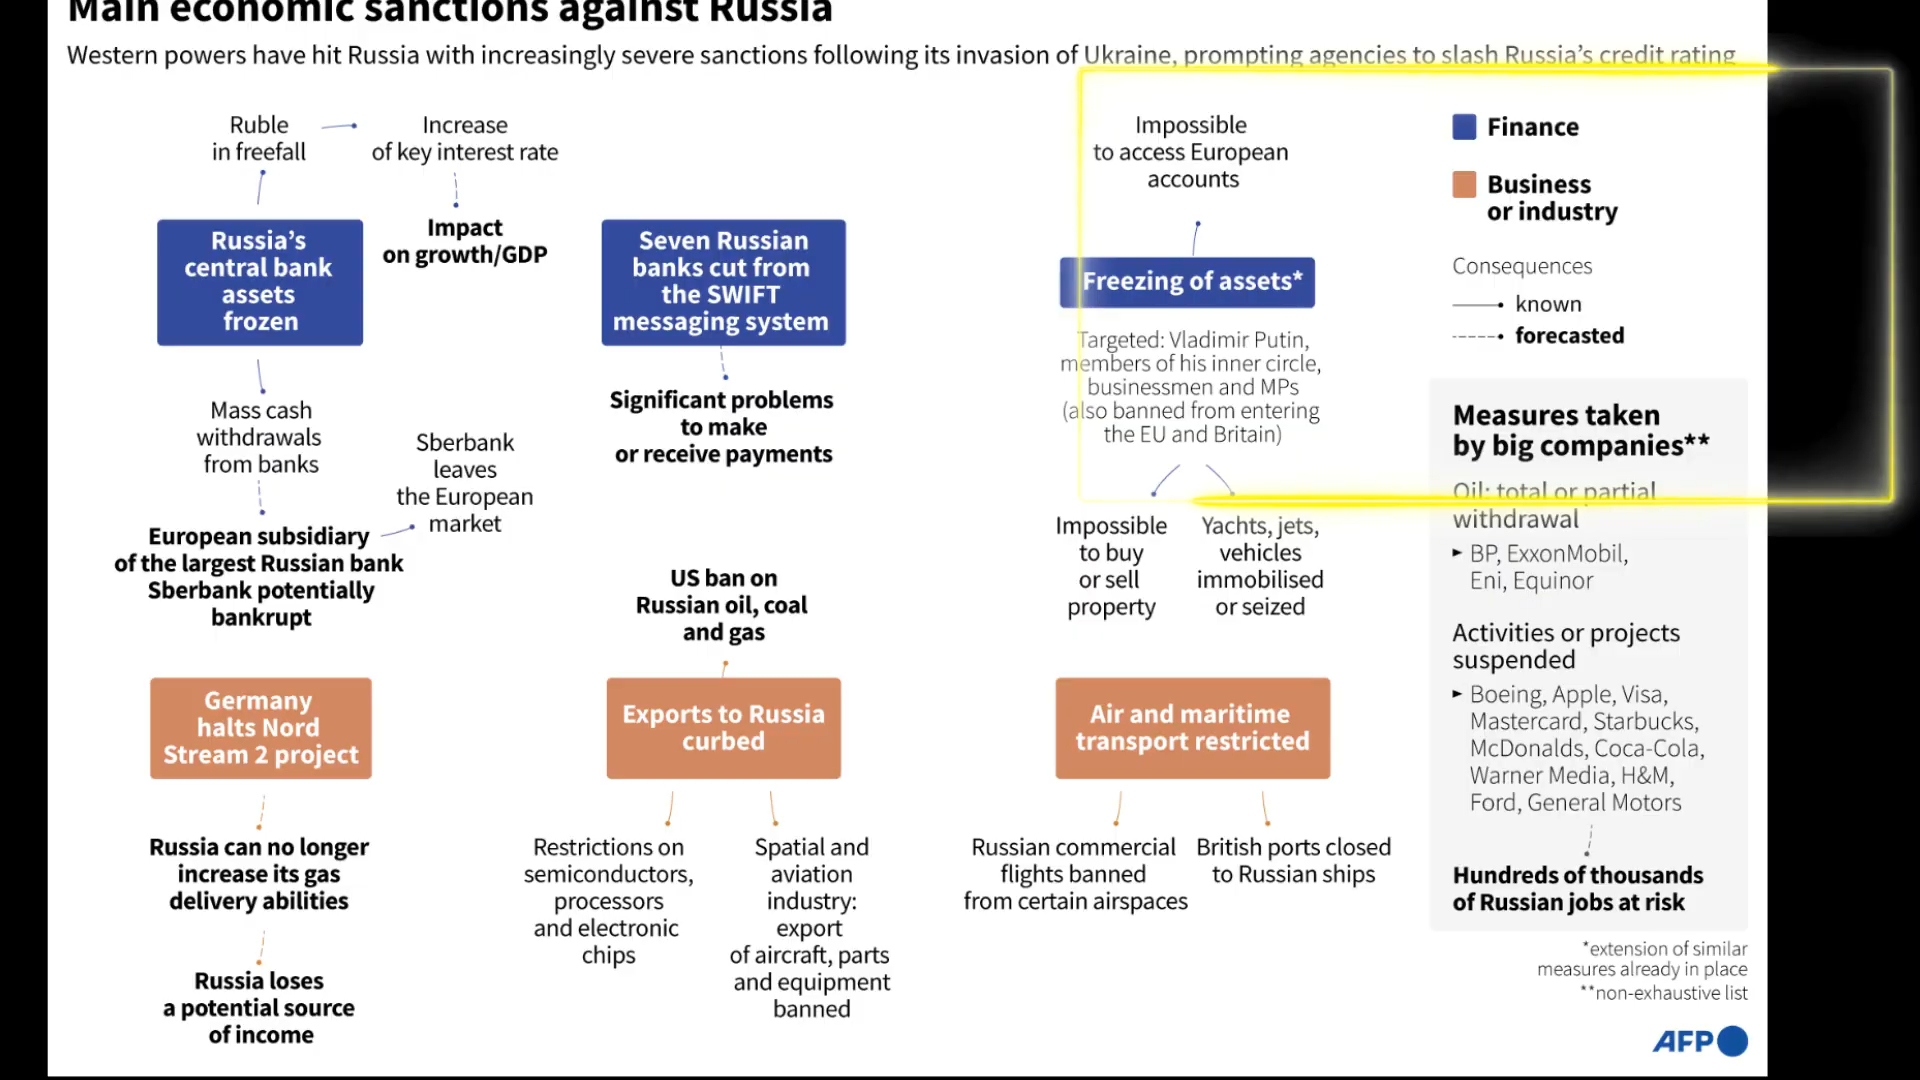 Main economic sanctions against Russia
Western powers have hit Russia with increasingly severe sanctions following its invasion of Ukraine, prompting agencies to slash Russia's credit rating
Ruble
in freefall
Increase
of key interest rate
Impact
on growth/GDP
Russia's
central bank
assets
frozen
Mass cash
withdrawals
from banks
Sberbank
leaves
the European
market
European subsidiary
of the largest Russian bank
Sberbank potentially
bankrupt
Seven Russian
banks cut from
the SWIFT
messaging system
Significant problems
to make
or receive payments
Impossible
to access European
accounts
Freezing of assets*
Targeted: Vladimir Putin,
members of his inner circle,
businessmen and MPs
(also banned from entering
the EU and Britain)
Impossible
to buy
or sell
property
Yachts, jets,
vehicles
immobilised
or seized
Germany
halts Nord
Stream 2 project
Russia can no longer
increase its gas
delivery abilities
Russia loses
a potential source
of income
US ban on
Russian oil, coal
and gas
Exports to Russia
curbed
Restrictions on
semiconductors,
processors
and electronic
chips
Spatial and
aviation
industry:
export
of aircraft, parts
and equipment
banned
Air and maritime
transport restricted
Russian commercial
flights banned
from certain airspaces
British ports closed
to Russian ships
Finance
Business
or industry
Consequences
known
forecasted
Measures taken
by big companies**
Oil: total or partial
withdrawal
► BP, ExxonMobil,
Eni, Equinor
Activities or projects
suspended
► Boeing, Apple, Visa,
Mastercard, Starbucks,
McDonalds, Coca-Cola,
Warner Media, H&M,
Ford, General Motors
Hundreds of thousands
of Russian jobs at risk
*extension of similar
measures already in place
**non-exhaustive list
AFP